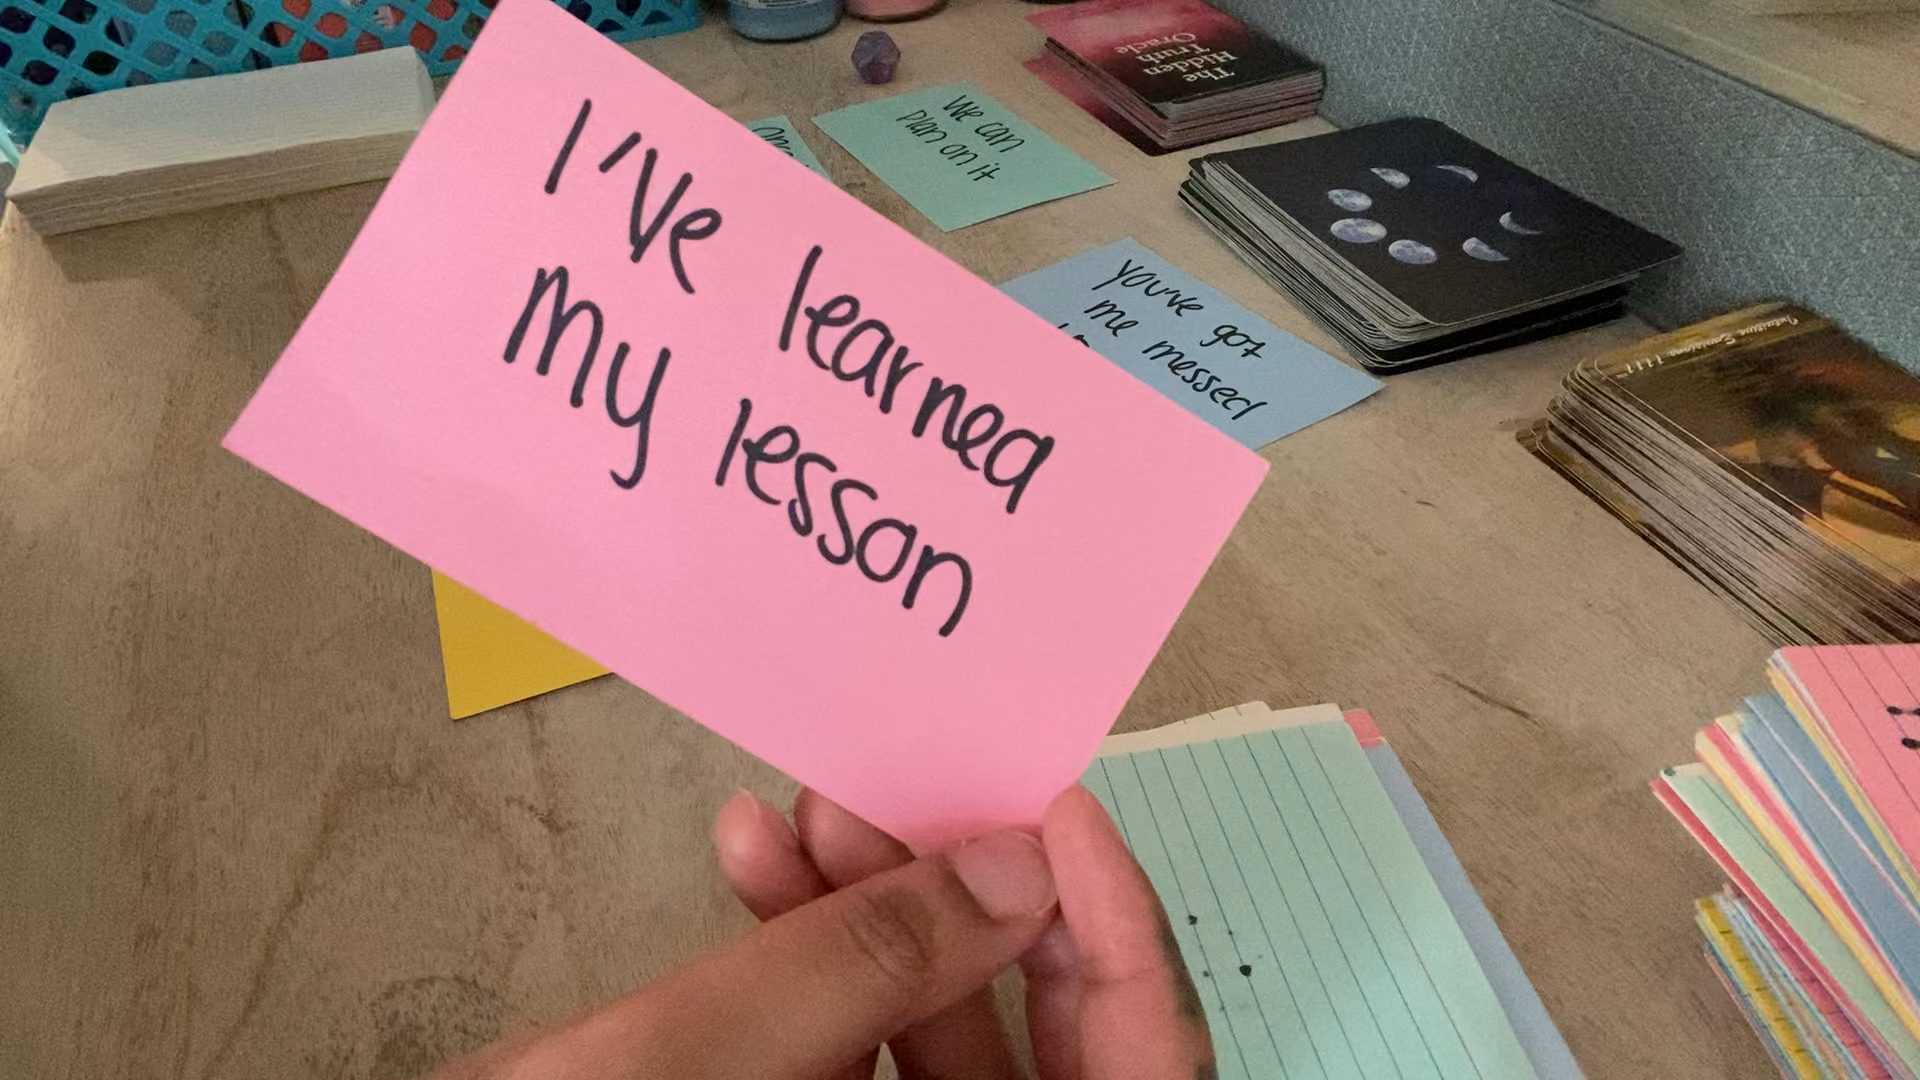 I've learned
my lesson
We can
plan on it
you've got
me messed
The
Hidden
Truth
Oracle